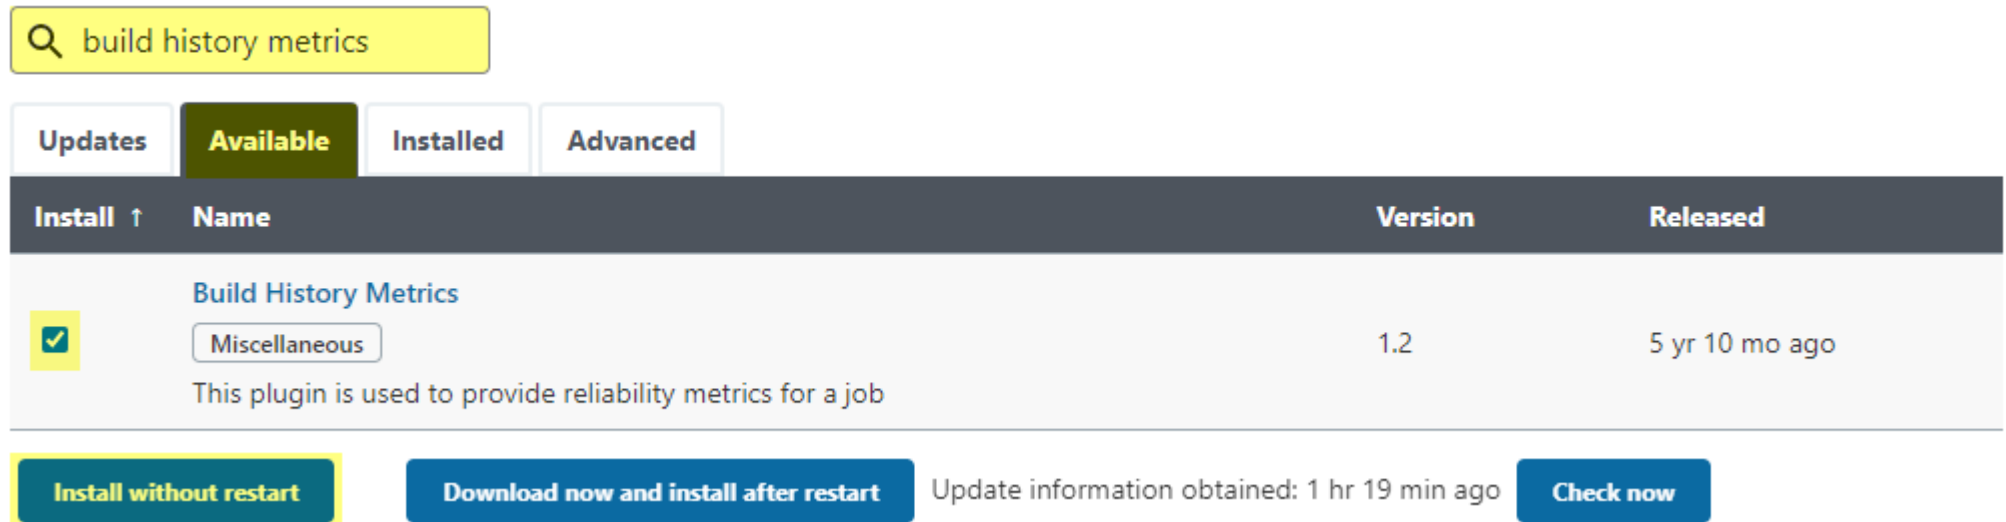 build history metrics
Updates Available Installed Advanced
Install ↑ Name Version Released
Build History Metrics
Miscellaneous
1.2 5 yr 10 mo ago
This plugin is used to provide reliability metrics for a job
Install without restart Download now and install after restart Update information obtained: 1 hr 19 min ago Check now